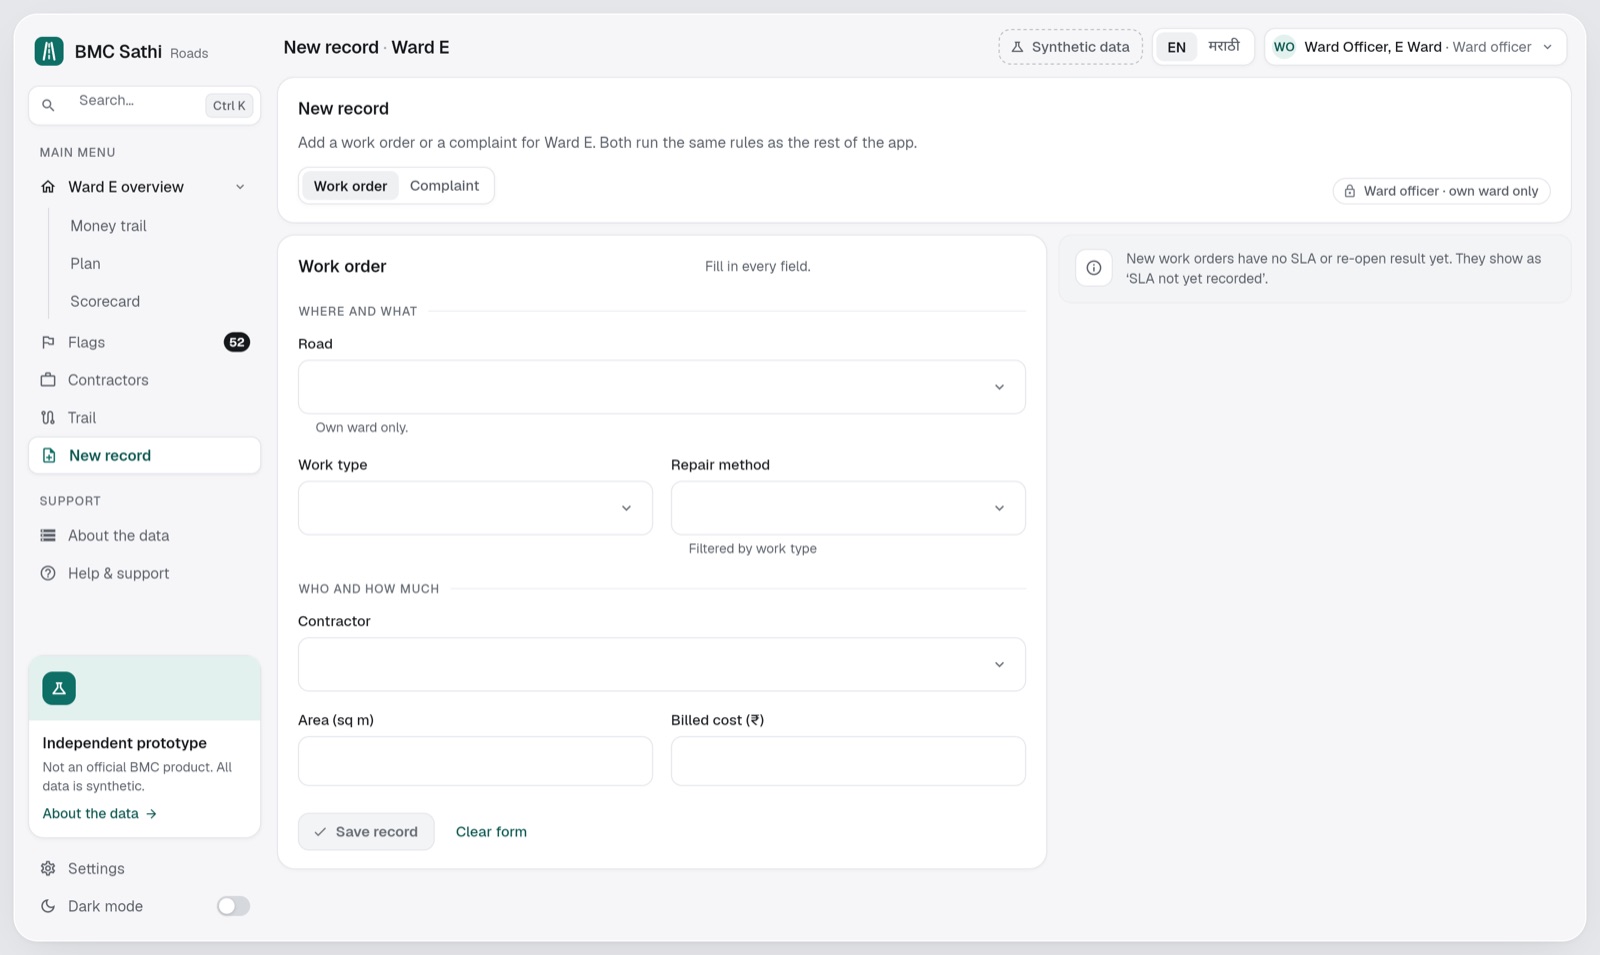 BMC Sathi Roads
Search...
Ctrl K
MAIN MENU
Ward E overview
Money trail
Plan
Scorecard
Flags
52
Contractors
Trail
New record
SUPPORT
About the data
Help & support
Independent prototype
Not an official BMC product. All
data is synthetic.
About the data →
Settings
Dark mode
New record · Ward E
Synthetic data
EN
मराठी
WO
Ward Officer, E Ward · Ward officer
New record
Add a work order or a complaint for Ward E. Both run the same rules as the rest of the app.
Work order
Complaint
Ward officer · own ward only
Work order
Fill in every field.
WHERE AND WHAT
Road
Own ward only.
Work type
Repair method
Filtered by work type
WHO AND HOW MUCH
Contractor
Area (sq m)
Billed cost (₹)
Save record
Clear form
New work orders have no SLA or re-open result yet. They show as
‘SLA not yet recorded’.